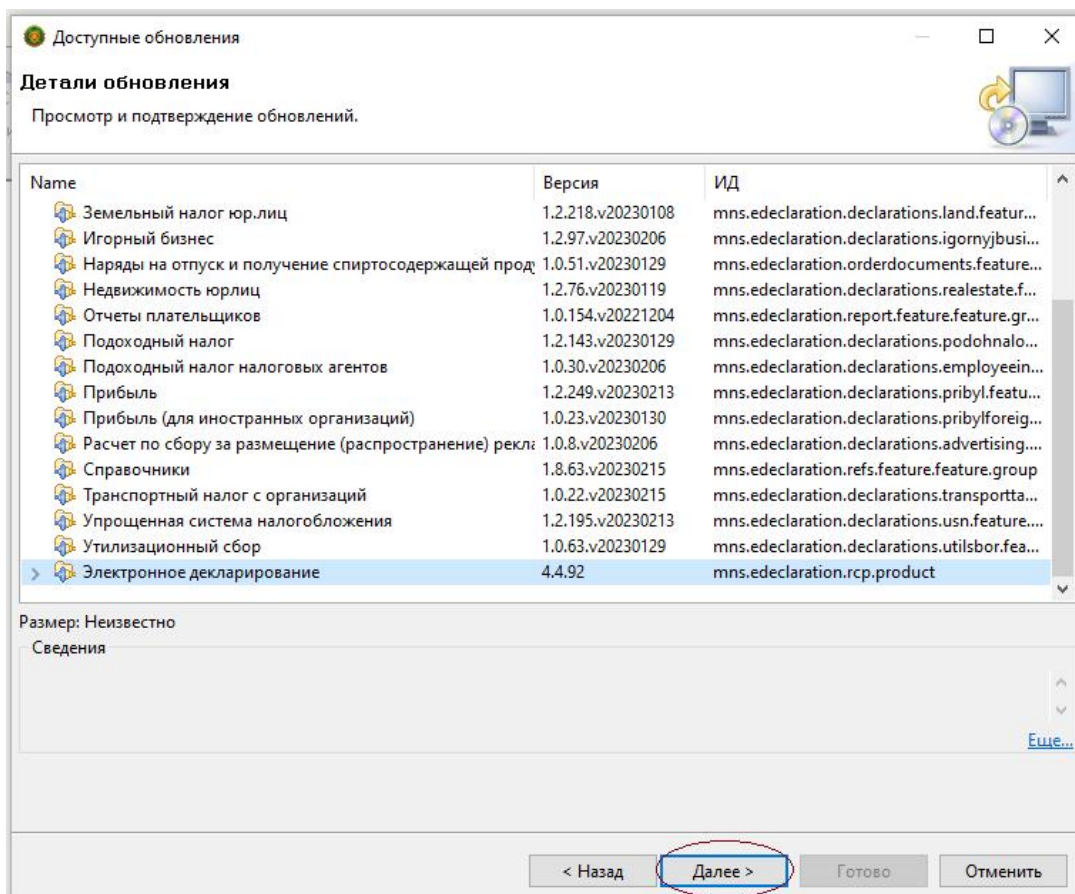 Доступные обновления
Детали обновления
Просмотр и подтверждение обновлений.
Name Версия ИД
Земельный налог юр.лиц 1.2.218.v20230108 mns.edeclaration.declarations.land.featur...
Игорный бизнес 1.2.97.v20230206 mns.edeclaration.declarations.igornyjbusi...
Наряды на отпуск и получение спиртосодержащей проду 1.0.51.v20230129 mns.edeclaration.orderdocuments.feature...
Недвижимость юрлиц 1.2.76.v20230119 mns.edeclaration.declarations.realestate.f...
Отчеты плательщиков 1.0.154.v20221204 mns.edeclaration.report.feature.feature.gr...
Подоходный налог 1.2.143.v20230129 mns.edeclaration.declarations.podohnalo...
Подоходный налог налоговых агентов 1.0.30.v20230206 mns.edeclaration.declarations.employeein...
Прибыль 1.2.249.v20230213 mns.edeclaration.declarations.pribyl.featu...
Прибыль (для иностранных организаций) 1.0.23.v20230130 mns.edeclaration.declarations.pribylforeig...
Расчет по сбору за размещение (распространение) рекла 1.0.8.v20230206 mns.edeclaration.declarations.advertising....
Справочники 1.8.63.v20230215 mns.edeclaration.refs.feature.feature.group
Транспортный налог с организаций 1.0.22.v20230215 mns.edeclaration.declarations.transportta...
Упрощенная система налогобложения 1.2.195.v20230213 mns.edeclaration.declarations.usn.feature....
Утилизационный сбор 1.0.63.v20230129 mns.edeclaration.declarations.utilsbor.fea...
Электронное декларирование 4.4.92 mns.edeclaration.rcp.product
Размер: Неизвестно
Сведения
Еще...
< Назад Далее > Готово Отменить